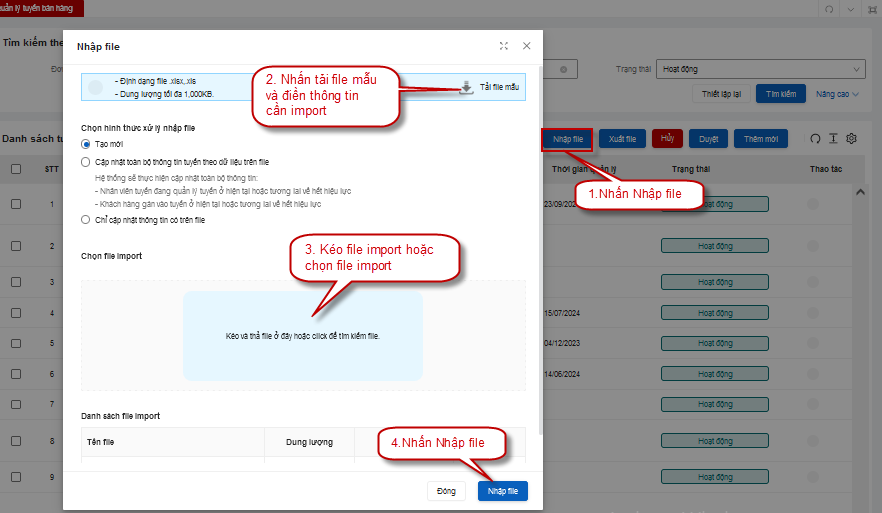 uản lý tuyến bán hàng
Tìm kiếm the
Đơ
Trạng thái
Hoạt động
Thiết lập lại
Tìm kiếm
Nâng cao
Danh sách t
Nhập file
Xuất file
Hủy
Duyệt
Thêm mới
STT
Thời gian quản lý
Trạng thái
Thao tác
1.Nhấn Nhập file
1
23/09/202
Hoạt động
2
Hoạt động
3
Hoạt động
4
15/07/2024
Hoạt động
5
04/12/2023
Hoạt động
6
14/06/2024
Hoạt động
7
Hoạt động
8
Hoạt động
9
Hoạt động
Nhập file
- Định dạng file .xlsx,.xls
- Dung lượng tối đa 1,000KB.
Tải file mẫu
2. Nhấn tải file mẫu
và điền thông tin
cần import
Chọn hình thức xử lý nhập file
Tạo mới
Cập nhật toàn bộ thông tin tuyến theo dữ liệu trên file
Hệ thống sẽ thực hiện cập nhật toàn bộ thông tin:
- Nhân viên tuyến đang quản lý tuyến ở hiện tại hoặc tương lai về hết hiệu lực
- Khách hàng gán vào tuyến ở hiện tại hoặc tương lai về hết hiệu lực
Chỉ cập nhật thông tin có trên file
Chọn file import
3. Kéo file import hoặc
chọn file import
Kéo và thả file ở đây hoặc click để tìm kiếm file.
Danh sách file import
Tên file
Dung lượng
4.Nhấn Nhập file
Đóng
Nhập file